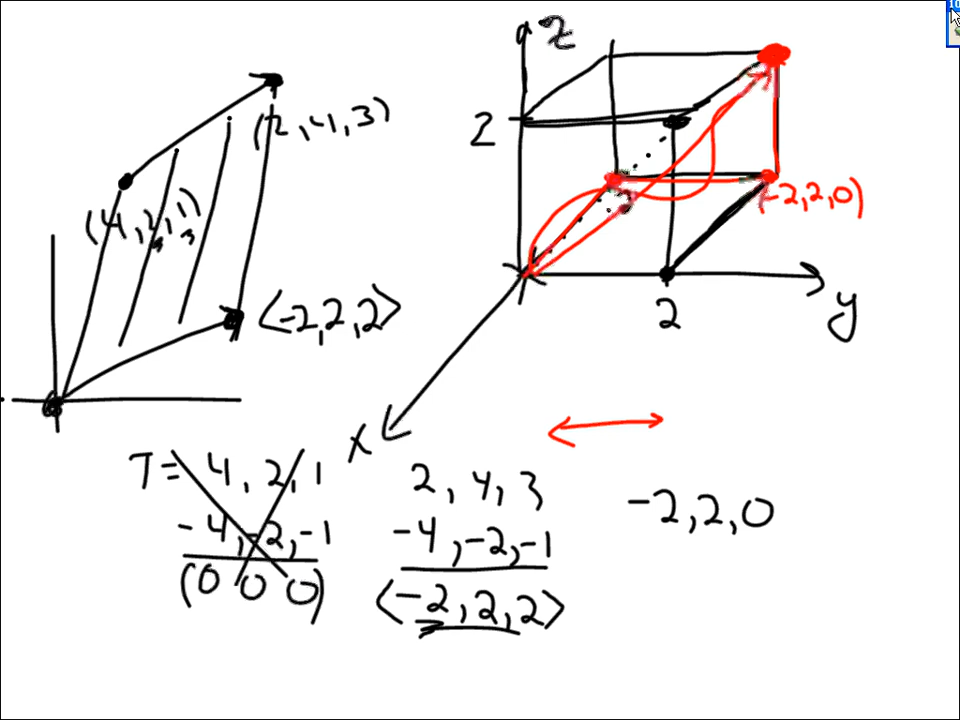 z
(2,4,3)
2
(4,2,1)
(-2,2,0)
<-2,2,2>
2
y
x
T= 4, 2, 1
2, 4, 3
-2,2,0
-4,-2,-1
-4,-2,-1
(0 0 0)
<-2,2,2>